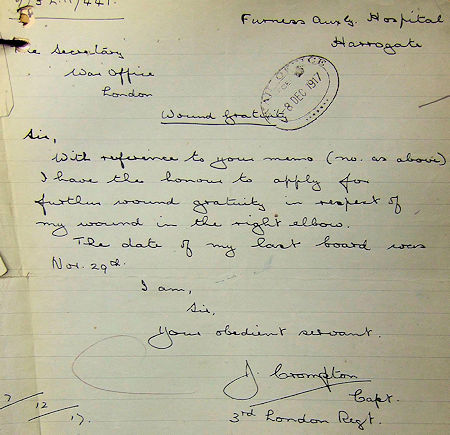 Furness Aux. Hospital
Harrogate
The Secretary
War Office
London
8 DEC 1917
Wound Gratuity
Sir,
With reference to your memo (no. as above)
I have the honour to apply for
further wound gratuity in respect of
my wound in the right elbow.
The date of my last board was
Nov. 29th.
I am,
Sir,
Your obedient servant.
J. Crompton
Capt.
3rd London Regt.
7/12/17.